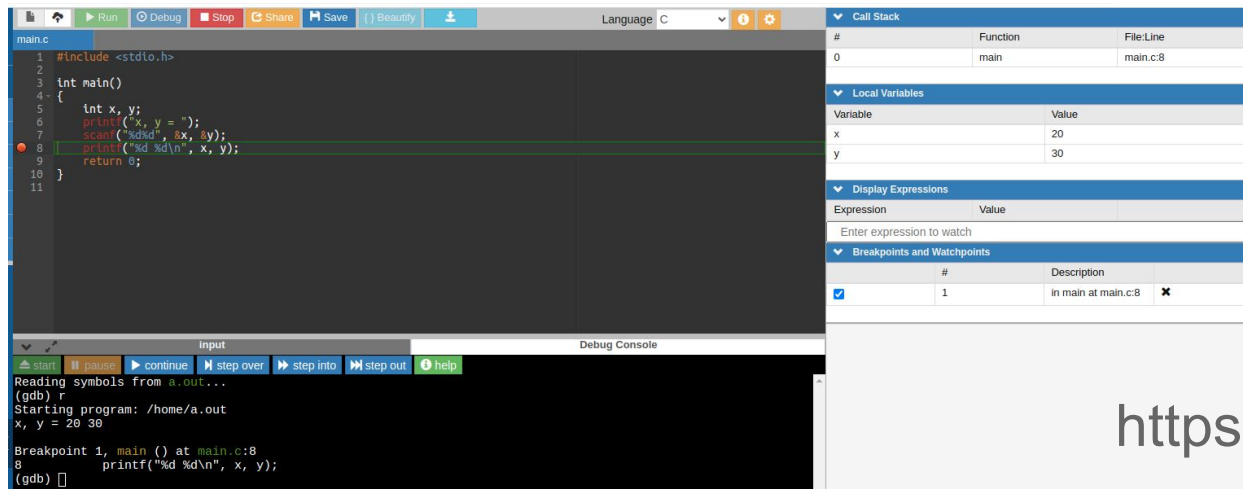 Run Debug Stop Share Save { } Beautify Language C
main.c
1 #include <stdio.h>
2
3 int main()
4 {
5 int x, y;
6 printf("x, y = ");
7 scanf("%d%d", &x, &y);
8 printf("%d %d\n", x, y);
9 return 0;
10 }
11
Call Stack
# Function File:Line
0 main main.c:8
Local Variables
Variable Value
x 20
y 30
Display Expressions
Expression Value
Enter expression to watch
Breakpoints and Watchpoints
# Description
1 in main at main.c:8
input Debug Console
start pause continue step over step into step out help
Reading symbols from a.out...
(gdb) r
Starting program: /home/a.out
x, y = 20 30
Breakpoint 1, main () at main.c:8
8 printf("%d %d\n", x, y);
(gdb)
https